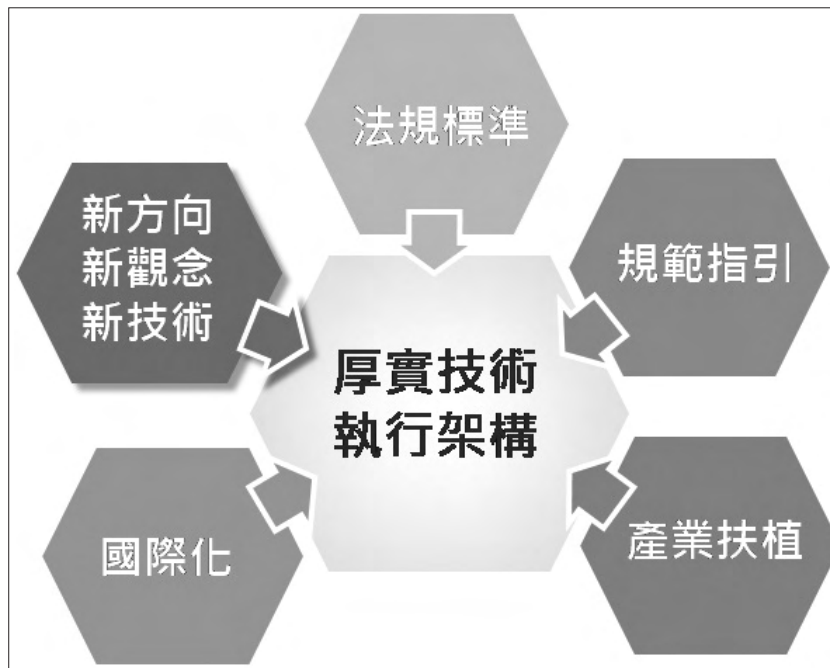 法規標準
新方向
新觀念
新技術
規範指引
厚實技術
執行架構
國際化
產業扶植